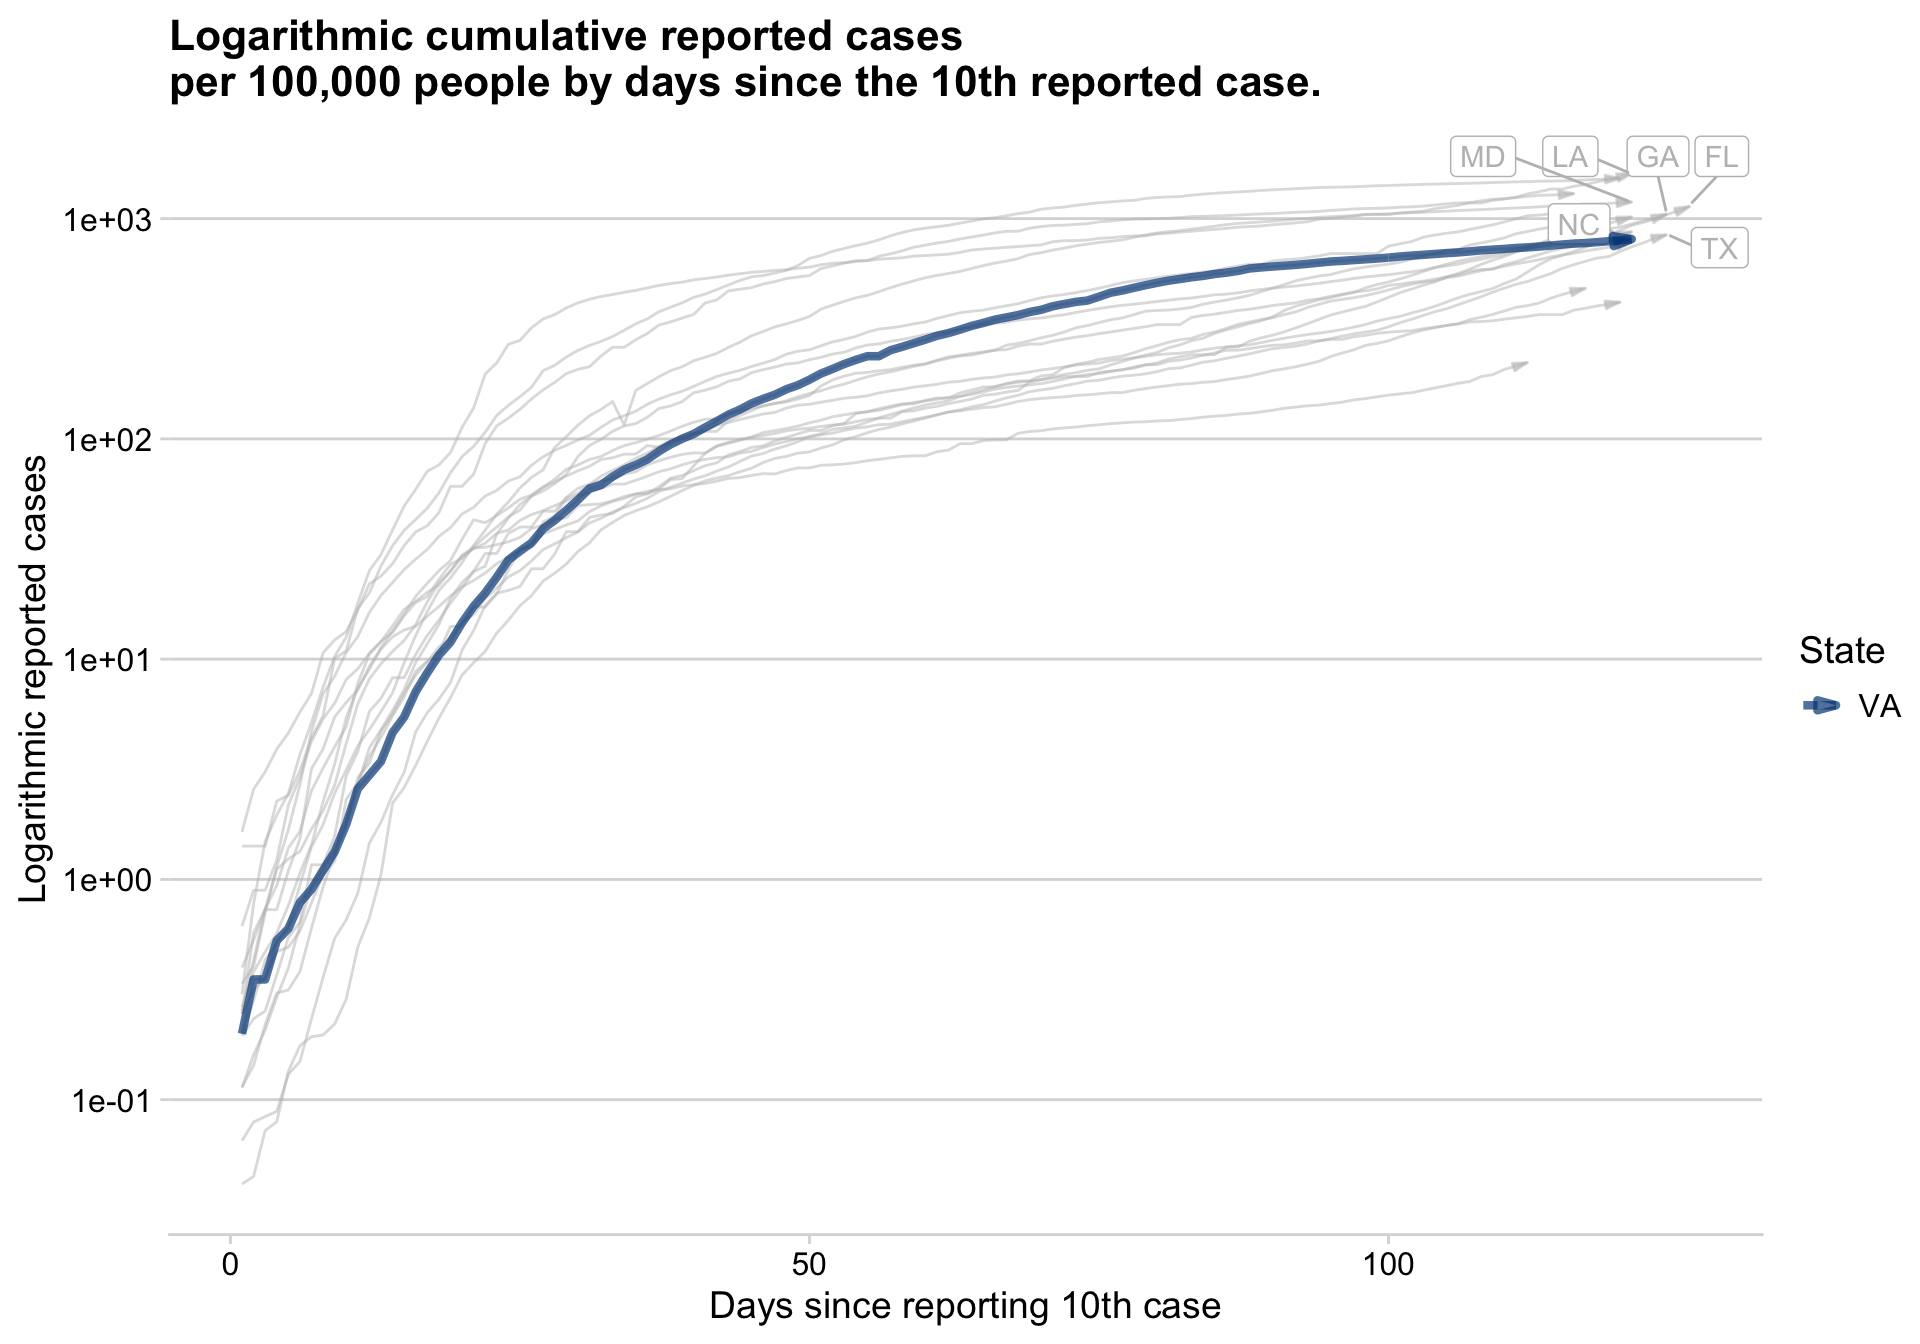 Logarithmic cumulative reported cases
per 100,000 people by days since the 10th reported case.
MD
LA
GA
FL
NC
TX
1e+03
1e+02
1e+01
1e+00
1e-01
Logarithmic reported cases
0
50
100
Days since reporting 10th case
State
VA